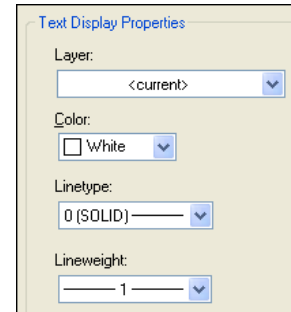 Text Display Properties
Layer:
<current>
Color:
White
Linetype:
0 (SOLID)
Lineweight:
1